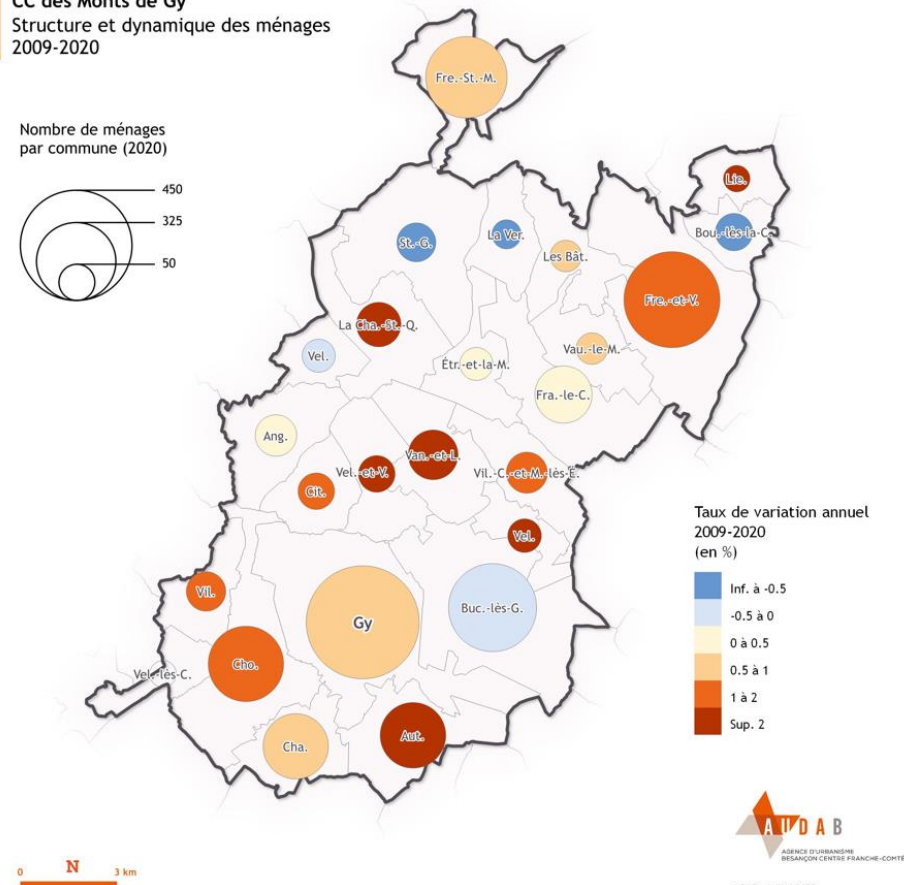 CC des Monts de Gy
Structure et dynamique des ménages
2009-2020
Nombre de ménages
par commune (2020)
450
325
50
Fre.-St.-M.
Lie.
St.-G.
La Ver.
Bou.-lès-la-C.
Les Bât.
Fre.-et-V.
La Cha.-St.-Q.
Vel.
Étr.-et-la-M.
Vau.-le-M.
Fra.-le-C.
Ang.
Van.-et-L.
Vel.-et-V.
Vil.-C.-et-M.-lès-E.
Cit.
Vel.
Vil.
Buc.-lès-G.
Gy
Cho.
Vel.-lès-C.
Aut.
Cha.
Taux de variation annuel
2009-2020
(en %)
Inf. à -0.5
-0.5 à 0
0 à 0.5
0.5 à 1
1 à 2
Sup. 2
AUDAB
AGENCE D'URBANISME
BESANÇON CENTRE FRANCHE-COMTÉ
0 N 3 km